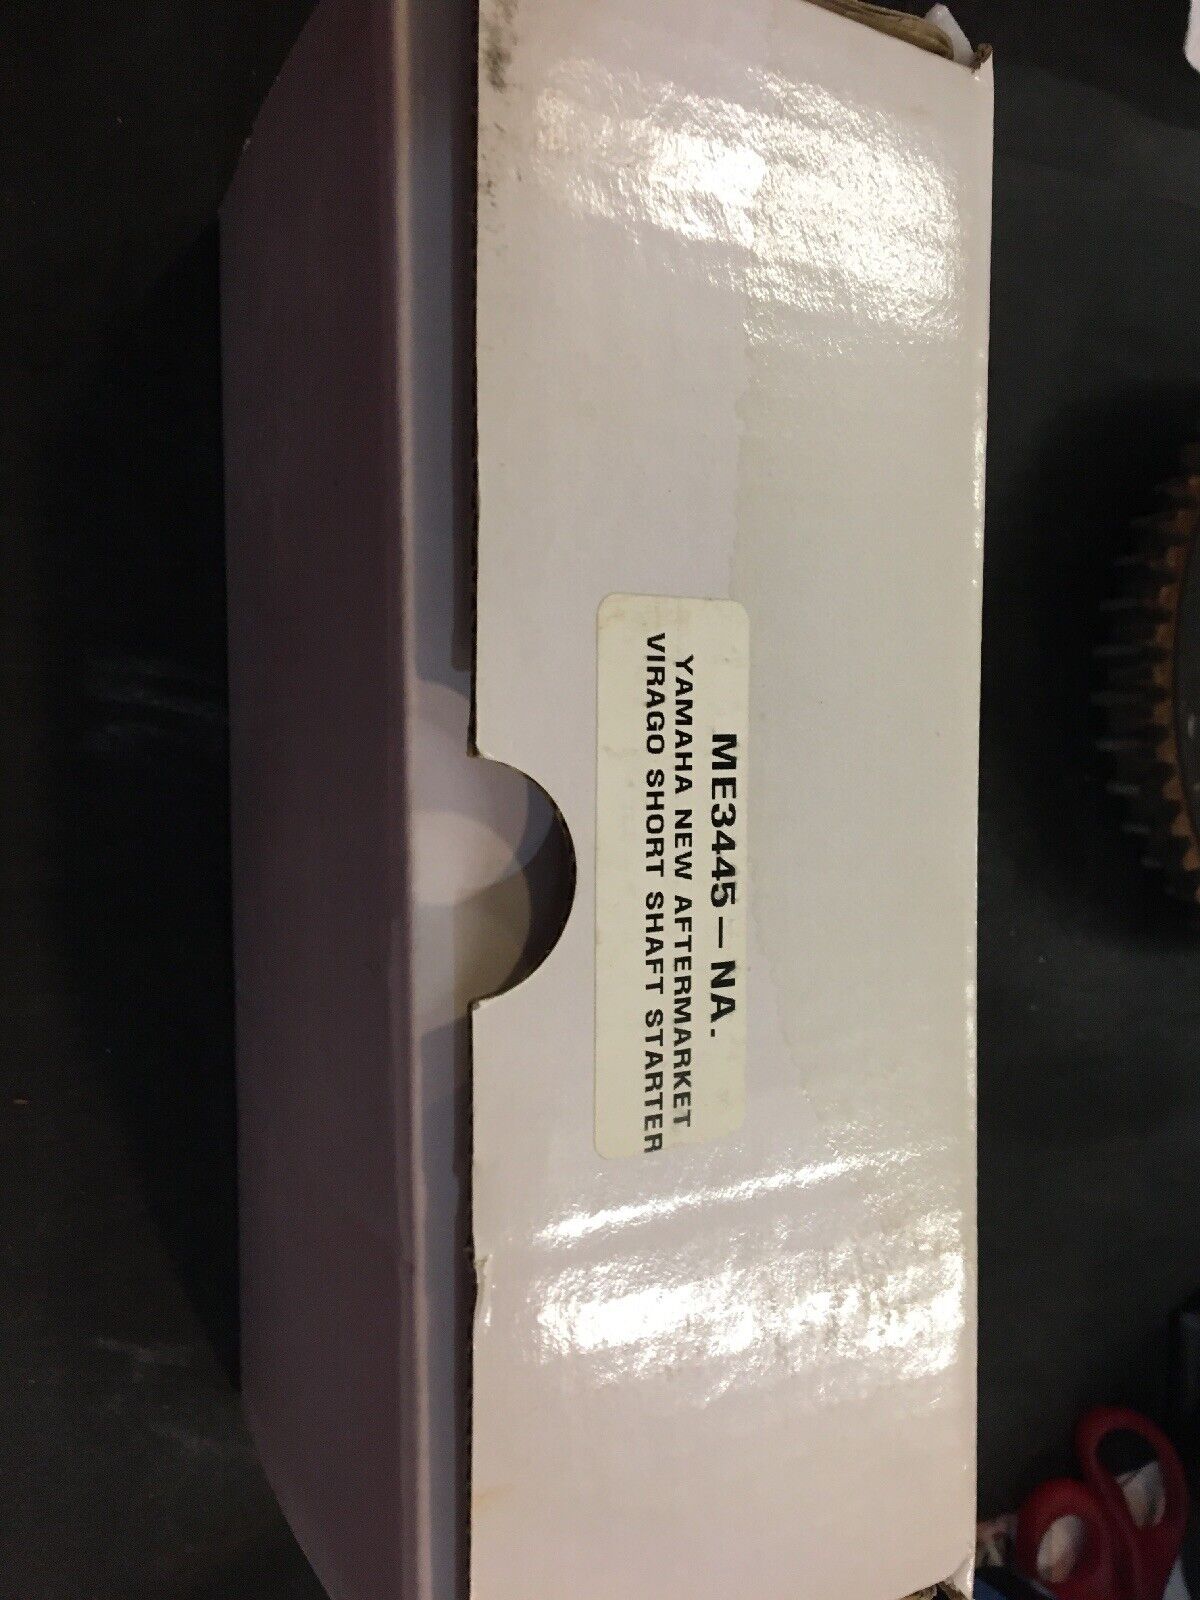 ME3445—NA.
YAMAHA NEW AFTERMARKET
VIRAGO SHORT SHAFT STARTER